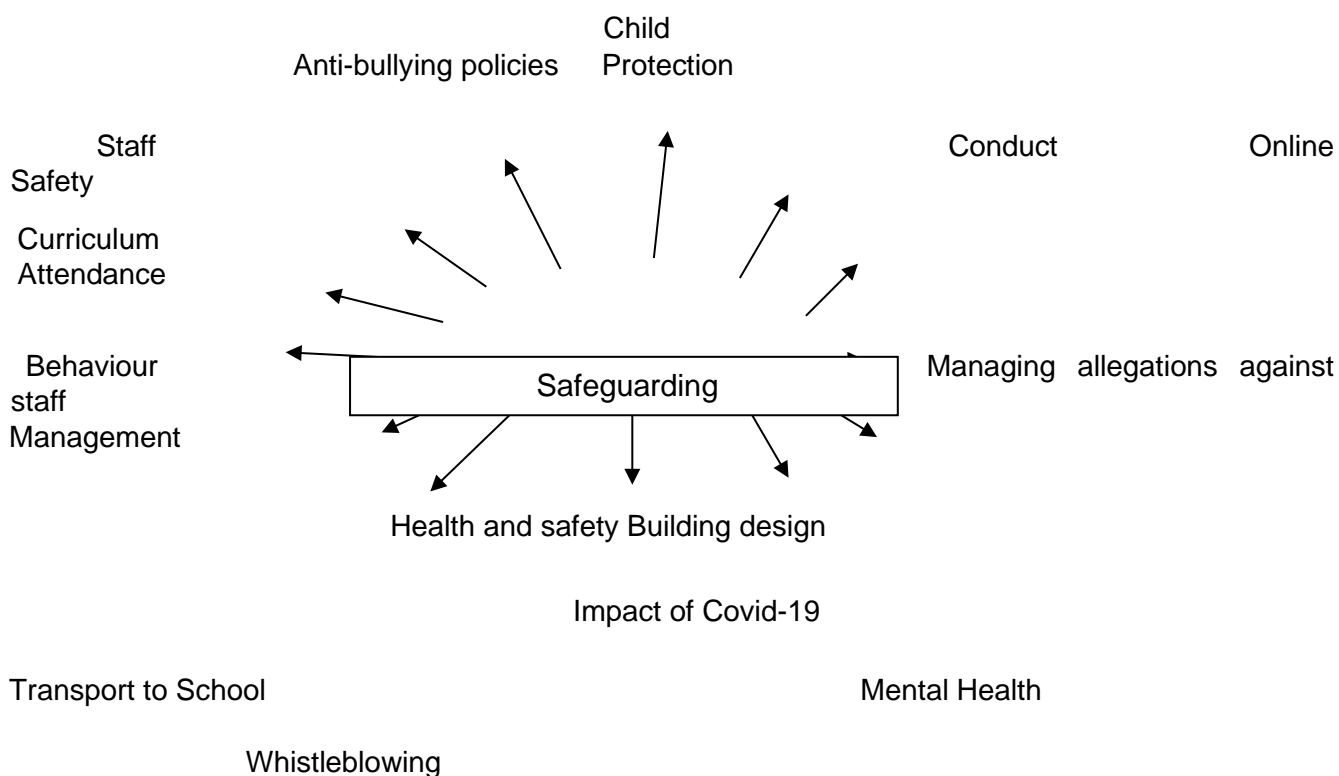 Child
Anti-bullying policies Protection
Staff Conduct Online
Safety
Curriculum
Attendance
Behaviour Managing allegations against
staff
Safeguarding
Management
Health and safety Building design
Impact of Covid-19
Transport to School Mental Health
Whistleblowing